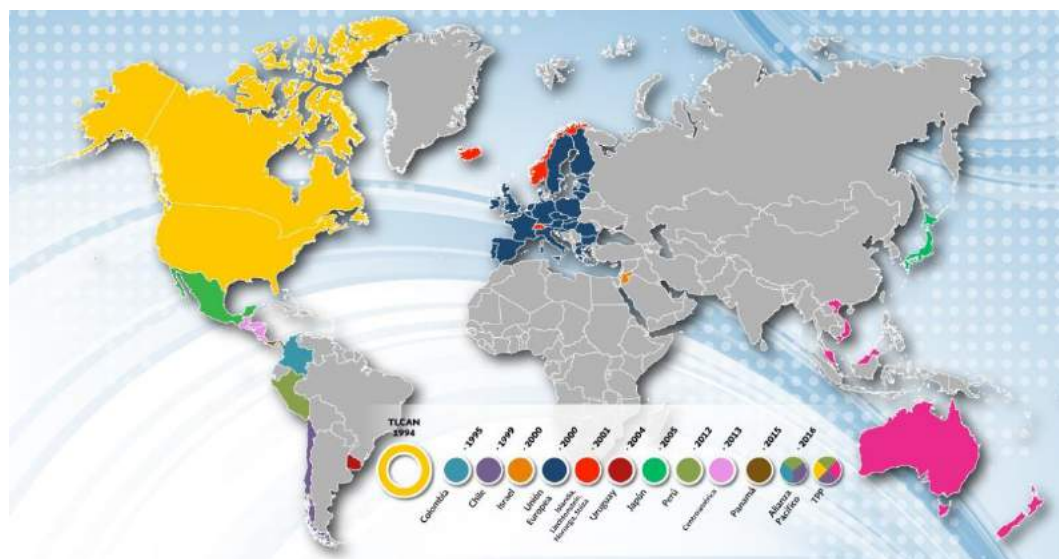 TLCAN
1994
- 1995
- 1999
- 2000
- 2000
- 2001
- 2004
- 2005
- 2012
- 2013
- 2015
- 2016
Colombia
Chile
Israel
Unión
Europea
Islandia,
Liechtenstein,
Noruega, Suiza
Uruguay
Japón
Perú
Centroamérica
Panamá
Alianza
Pacífico
TPP